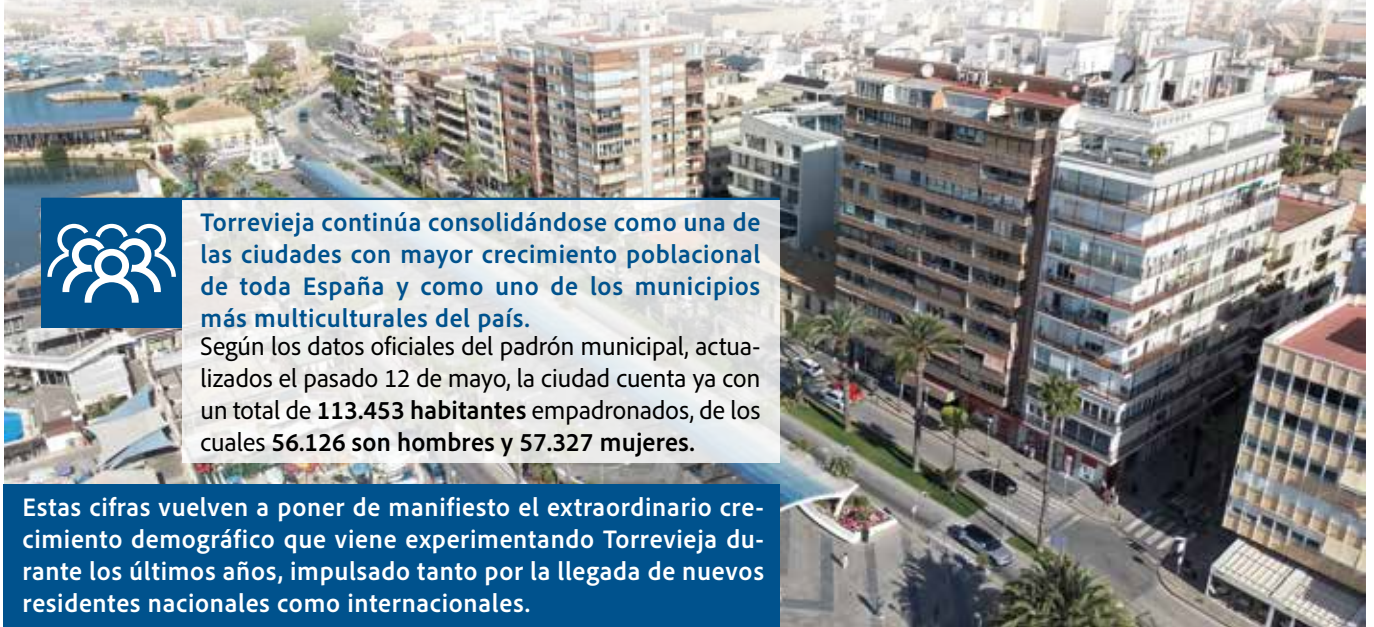 Torrevieja continúa consolidándose como una de
las ciudades con mayor crecimiento poblacional
de toda España y como uno de los municipios
más multiculturales del país.
Según los datos oficiales del padrón municipal, actua-
lizados el pasado 12 de mayo, la ciudad cuenta ya con
un total de 113.453 habitantes empadronados, de los
cuales 56.126 son hombres y 57.327 mujeres.
Estas cifras vuelven a poner de manifiesto el extraordinario cre-
cimiento demográfico que viene experimentando Torrevieja du-
rante los últimos años, impulsado tanto por la llegada de nuevos
residentes nacionales como internacionales.